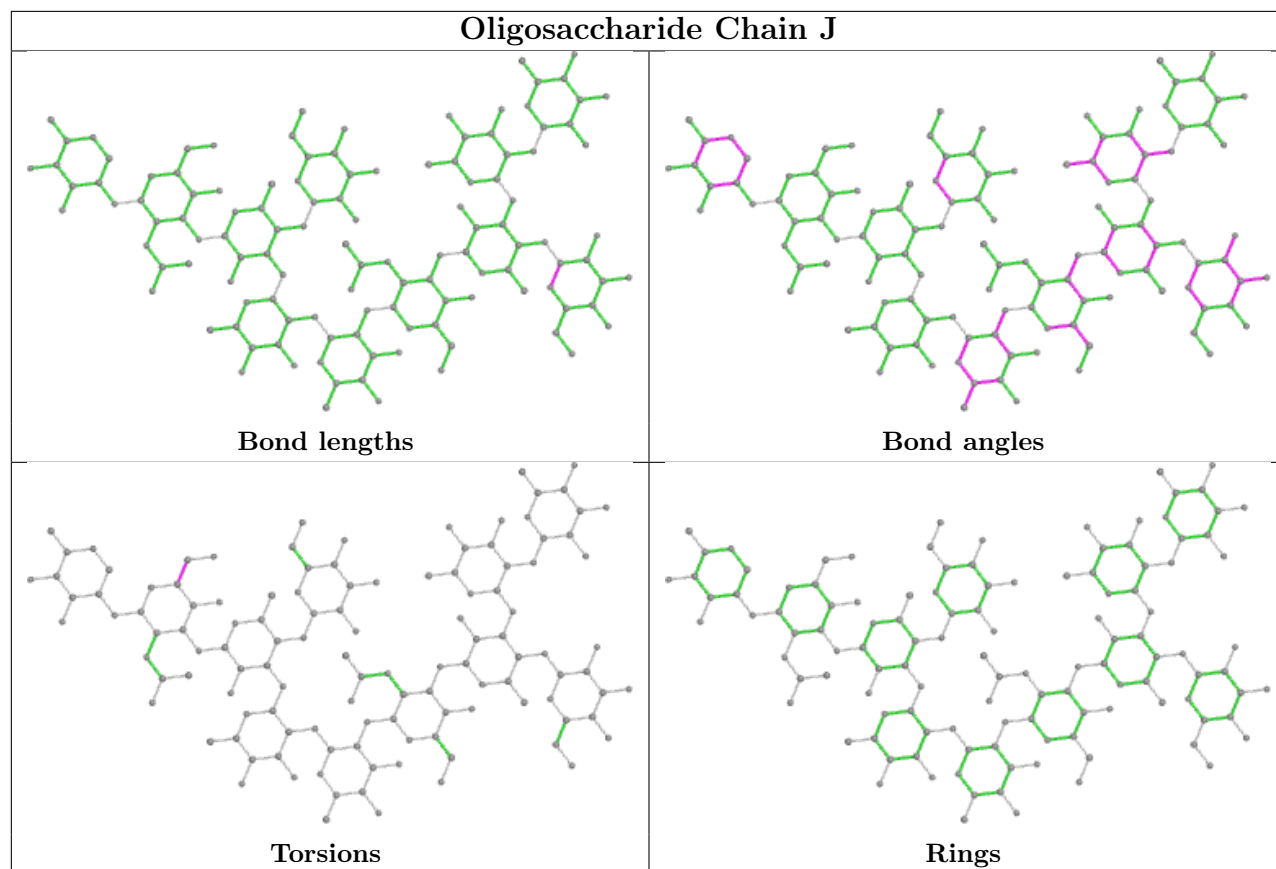 Oligosaccharide Chain J
Bond lengths
Bond angles
Torsions
Rings